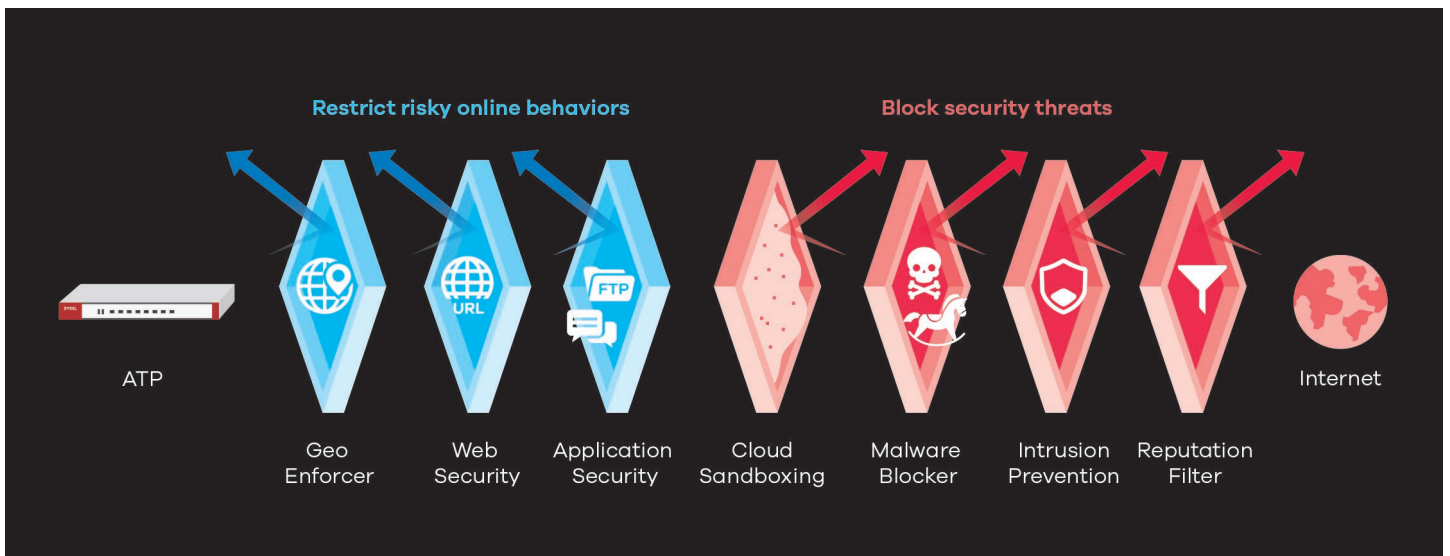 Restrict risky online behaviors
Block security threats
ZYXEL
URL
FTP
ATP
Internet
Geo
Enforcer
Web
Security
Application
Security
Cloud
Sandboxing
Malware
Blocker
Intrusion
Prevention
Reputation
Filter